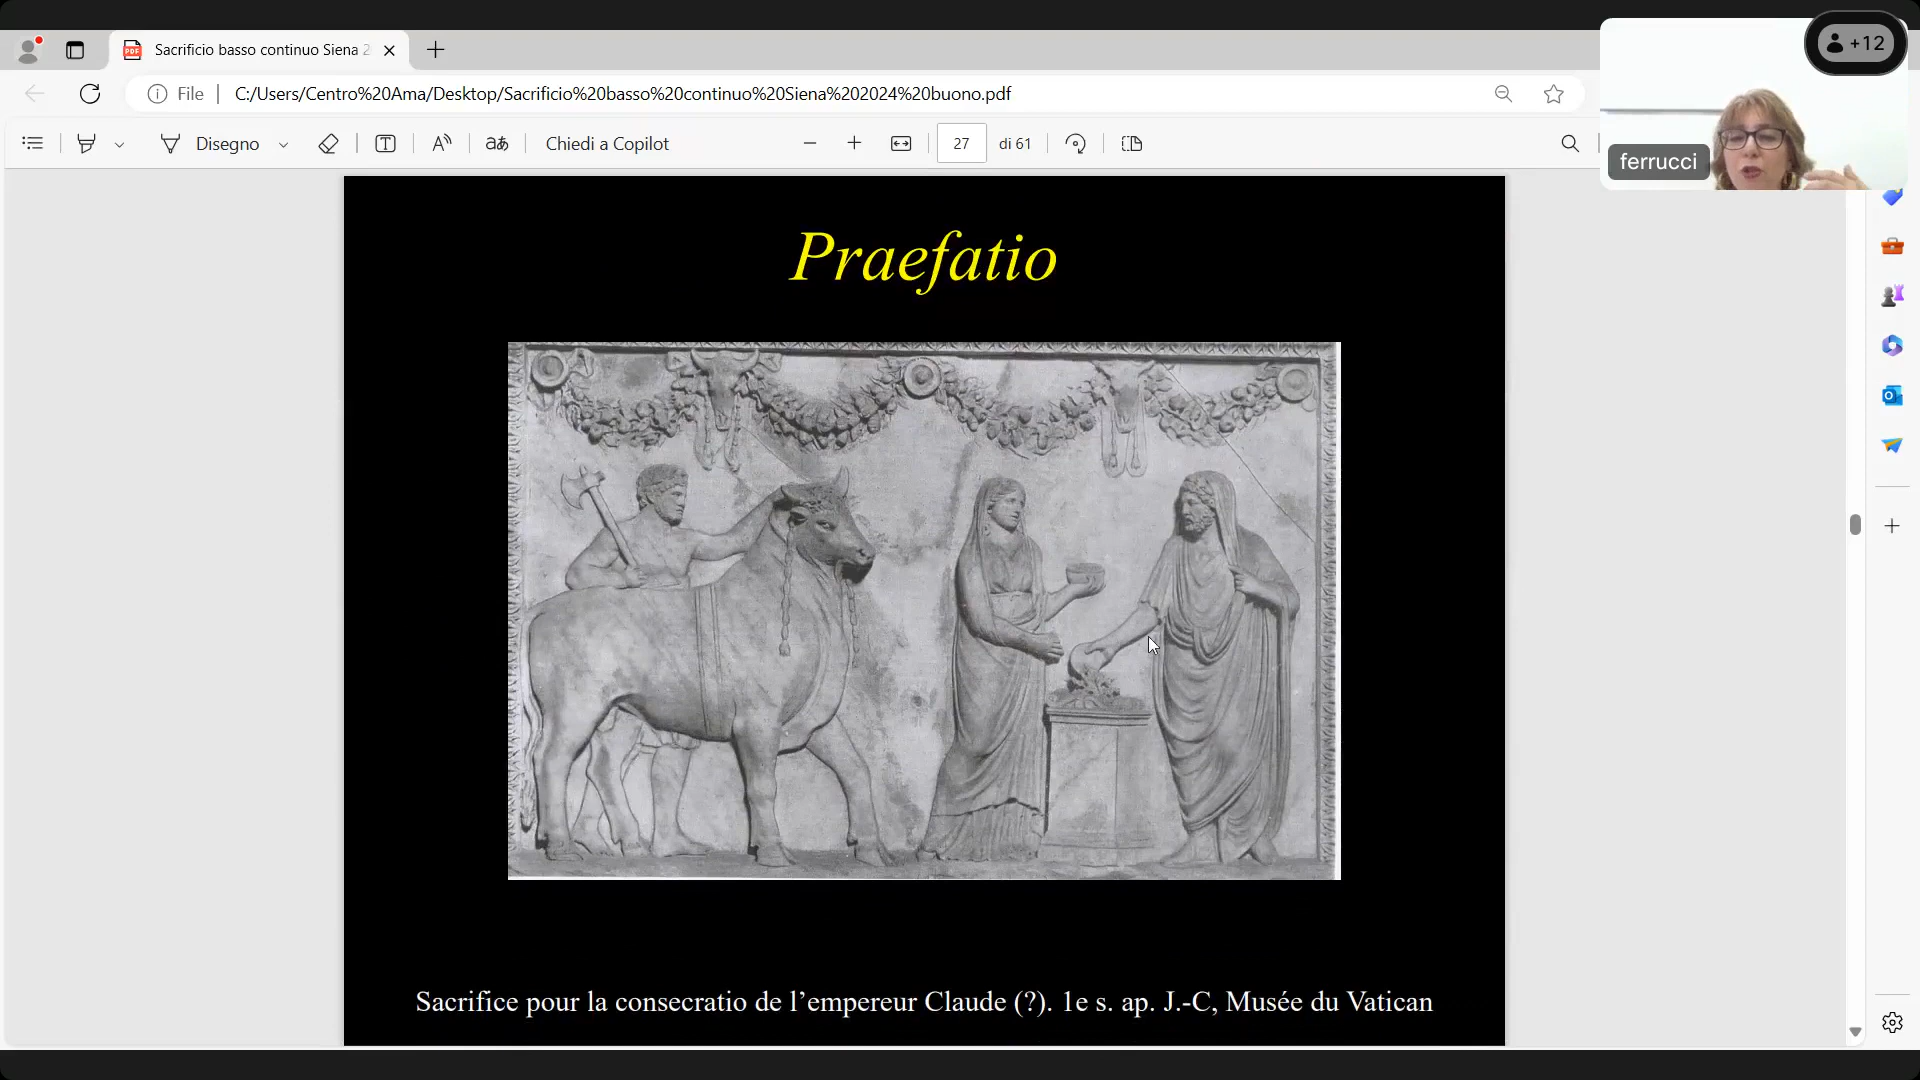 +12
Sacrificio basso continuo Siena 2
File
C:/Users/Centro%20Ama/Desktop/Sacrificio%20basso%20continuo%20Siena%202024%20buono.pdf
Disegno
Chiedi a Copilot
27
di 61
ferrucci
Praefatio
Sacrifice pour la consecratio de l’empereur Claude (?). 1e s. ap. J.-C, Musée du Vatican